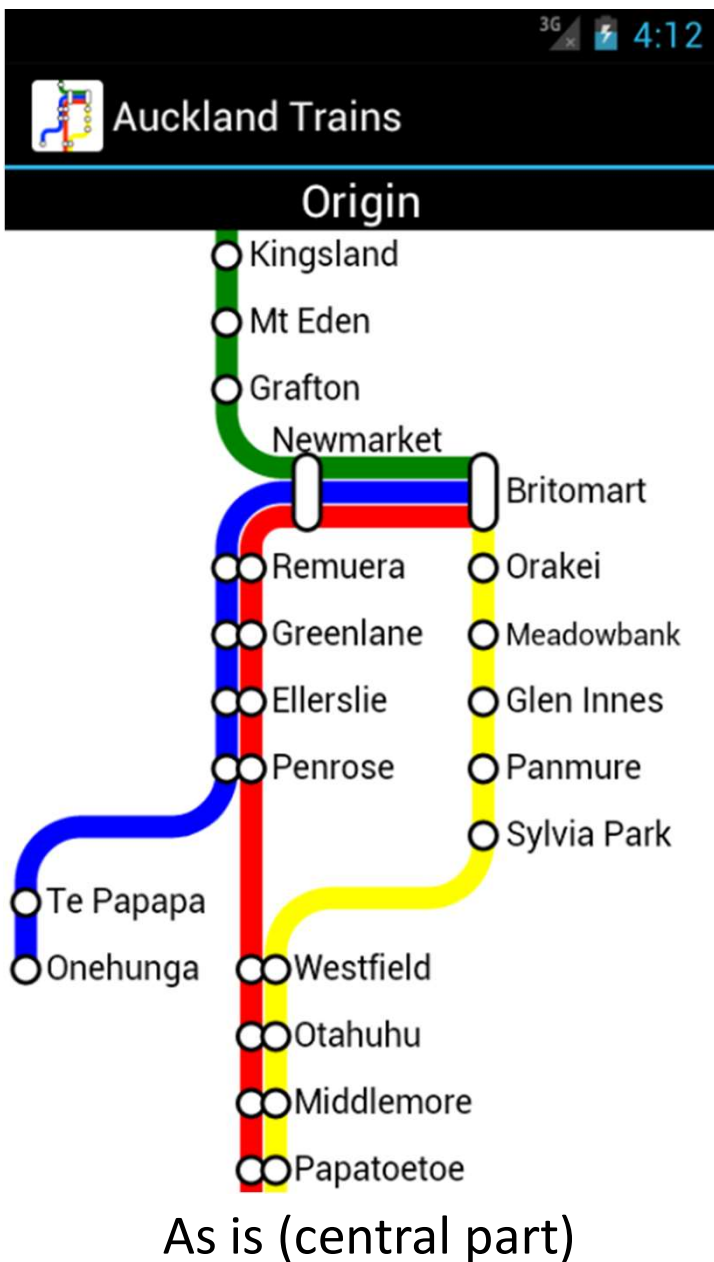 3G 4:12
Auckland Trains
Origin
Kingsland
Mt Eden
Grafton
Newmarket
Britomart
Remuera
Orakei
Greenlane
Meadowbank
Ellerslie
Glen Innes
Penrose
Panmure
Sylvia Park
Te Papapa
Onehunga
Westfield
Otahuhu
Middlemore
Papatoetoe
As is (central part)